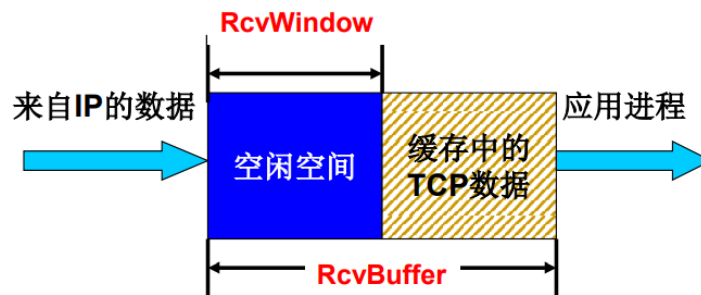 RcvWindow
来自IP的数据
空闲空间
缓存中的
TCP数据
应用进程
RcvBuffer